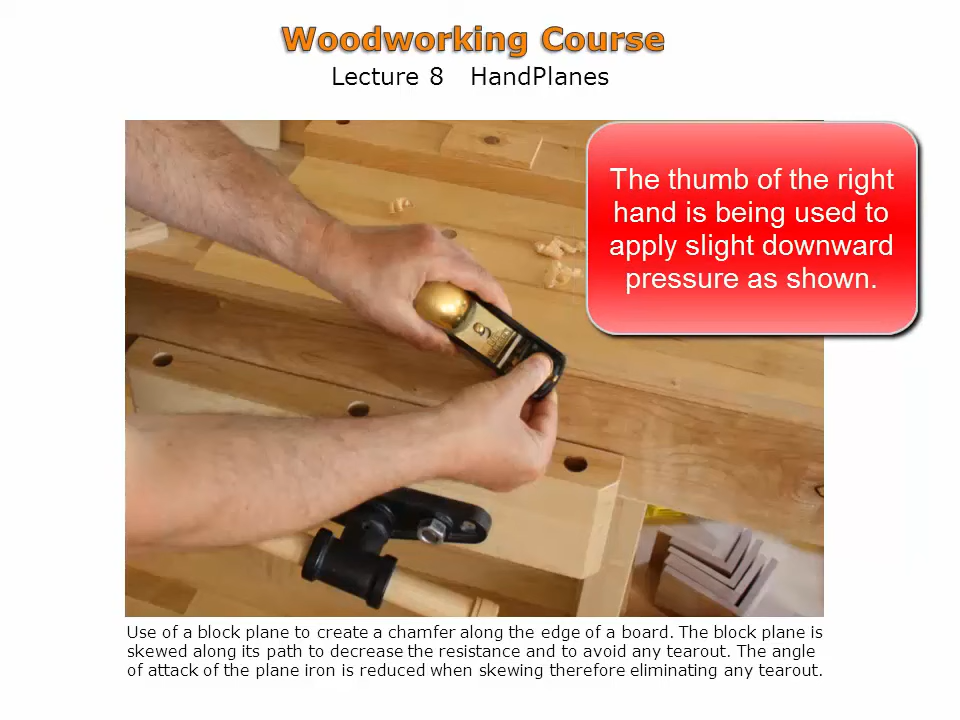 Woodworking Course
Lecture 8 HandPlanes
The thumb of the right
hand is being used to
apply slight downward
pressure as shown.
9
Use of a block plane to create a chamfer along the edge of a board. The block plane is
skewed along its path to decrease the resistance and to avoid any tearout. The angle
of attack of the plane iron is reduced when skewing therefore eliminating any tearout.